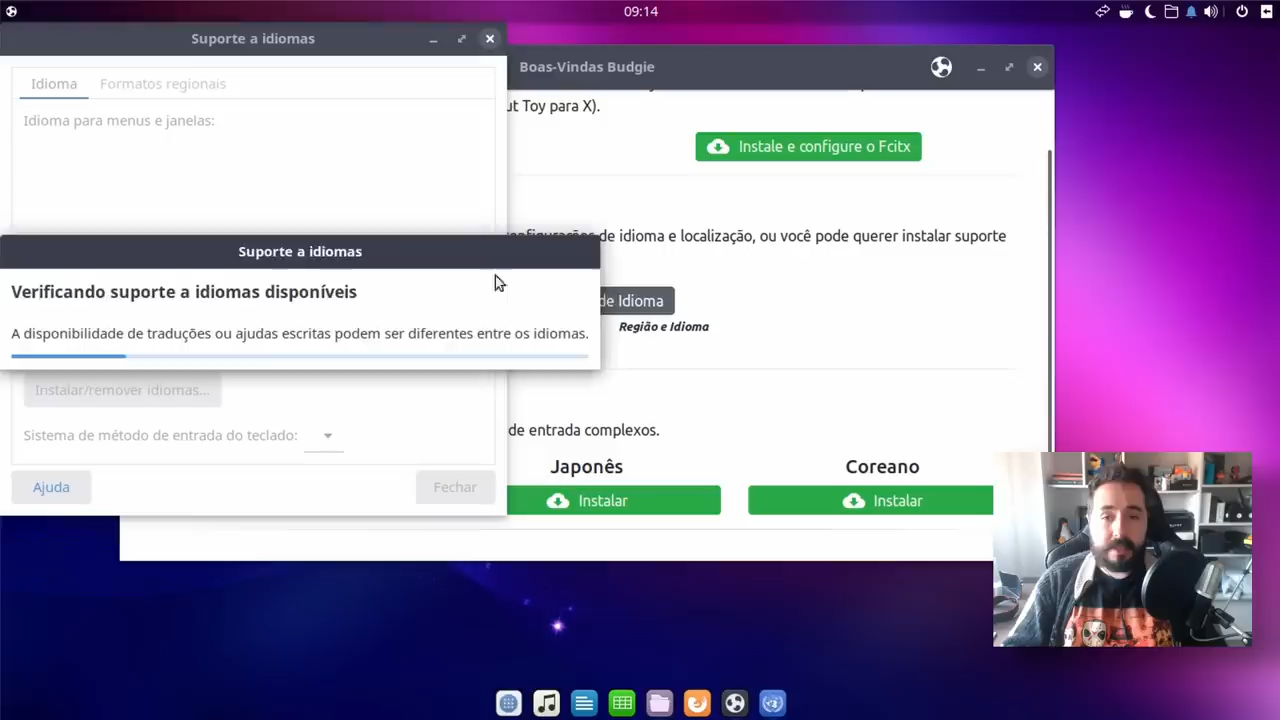 09:14
Suporte a idiomas
Idioma
Formatos regionais
Idioma para menus e janelas:
Suporte a idiomas
Verificando suporte a idiomas disponíveis
A disponibilidade de traduções ou ajudas escritas podem ser diferentes entre os idiomas.
Instalar/remover idiomas...
Sistema de método de entrada do teclado:
Ajuda
Fechar
Boas-Vindas Budgie
ut Toy para X).
Instale e configure o Fcitx
de idioma e localização, ou você pode querer instalar suporte
de Idioma
Região e Idioma
de entrada complexos.
Japonês
Coreano
Instalar
Instalar